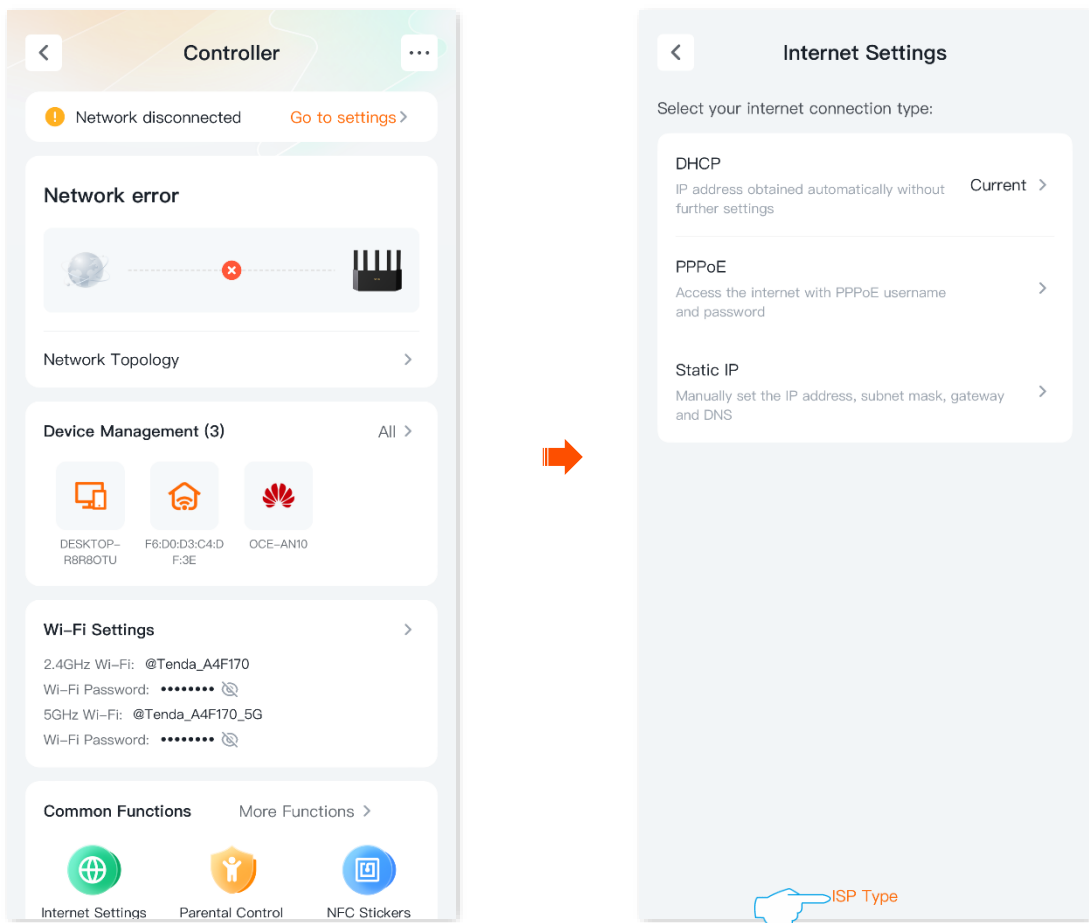 Controller
Network disconnected Go to settings
Network error
Network Topology
Device Management (3) All
DESKTOP-
R8R8OTU
F6:D0:D3:C4:D
F:3E
OCE-AN10
Wi-Fi Settings
2.4GHz Wi-Fi: @Tenda_A4F170
Wi-Fi Password: ••••••••
5GHz Wi-Fi: @Tenda_A4F170_5G
Wi-Fi Password: ••••••••
Common Functions More Functions
Internet Settings Parental Control NFC Stickers
Internet Settings
Select your internet connection type:
DHCP
IP address obtained automatically without
further settings
Current
PPPoE
Access the internet with PPPoE username
and password
Static IP
Manually set the IP address, subnet mask, gateway
and DNS
ISP Type